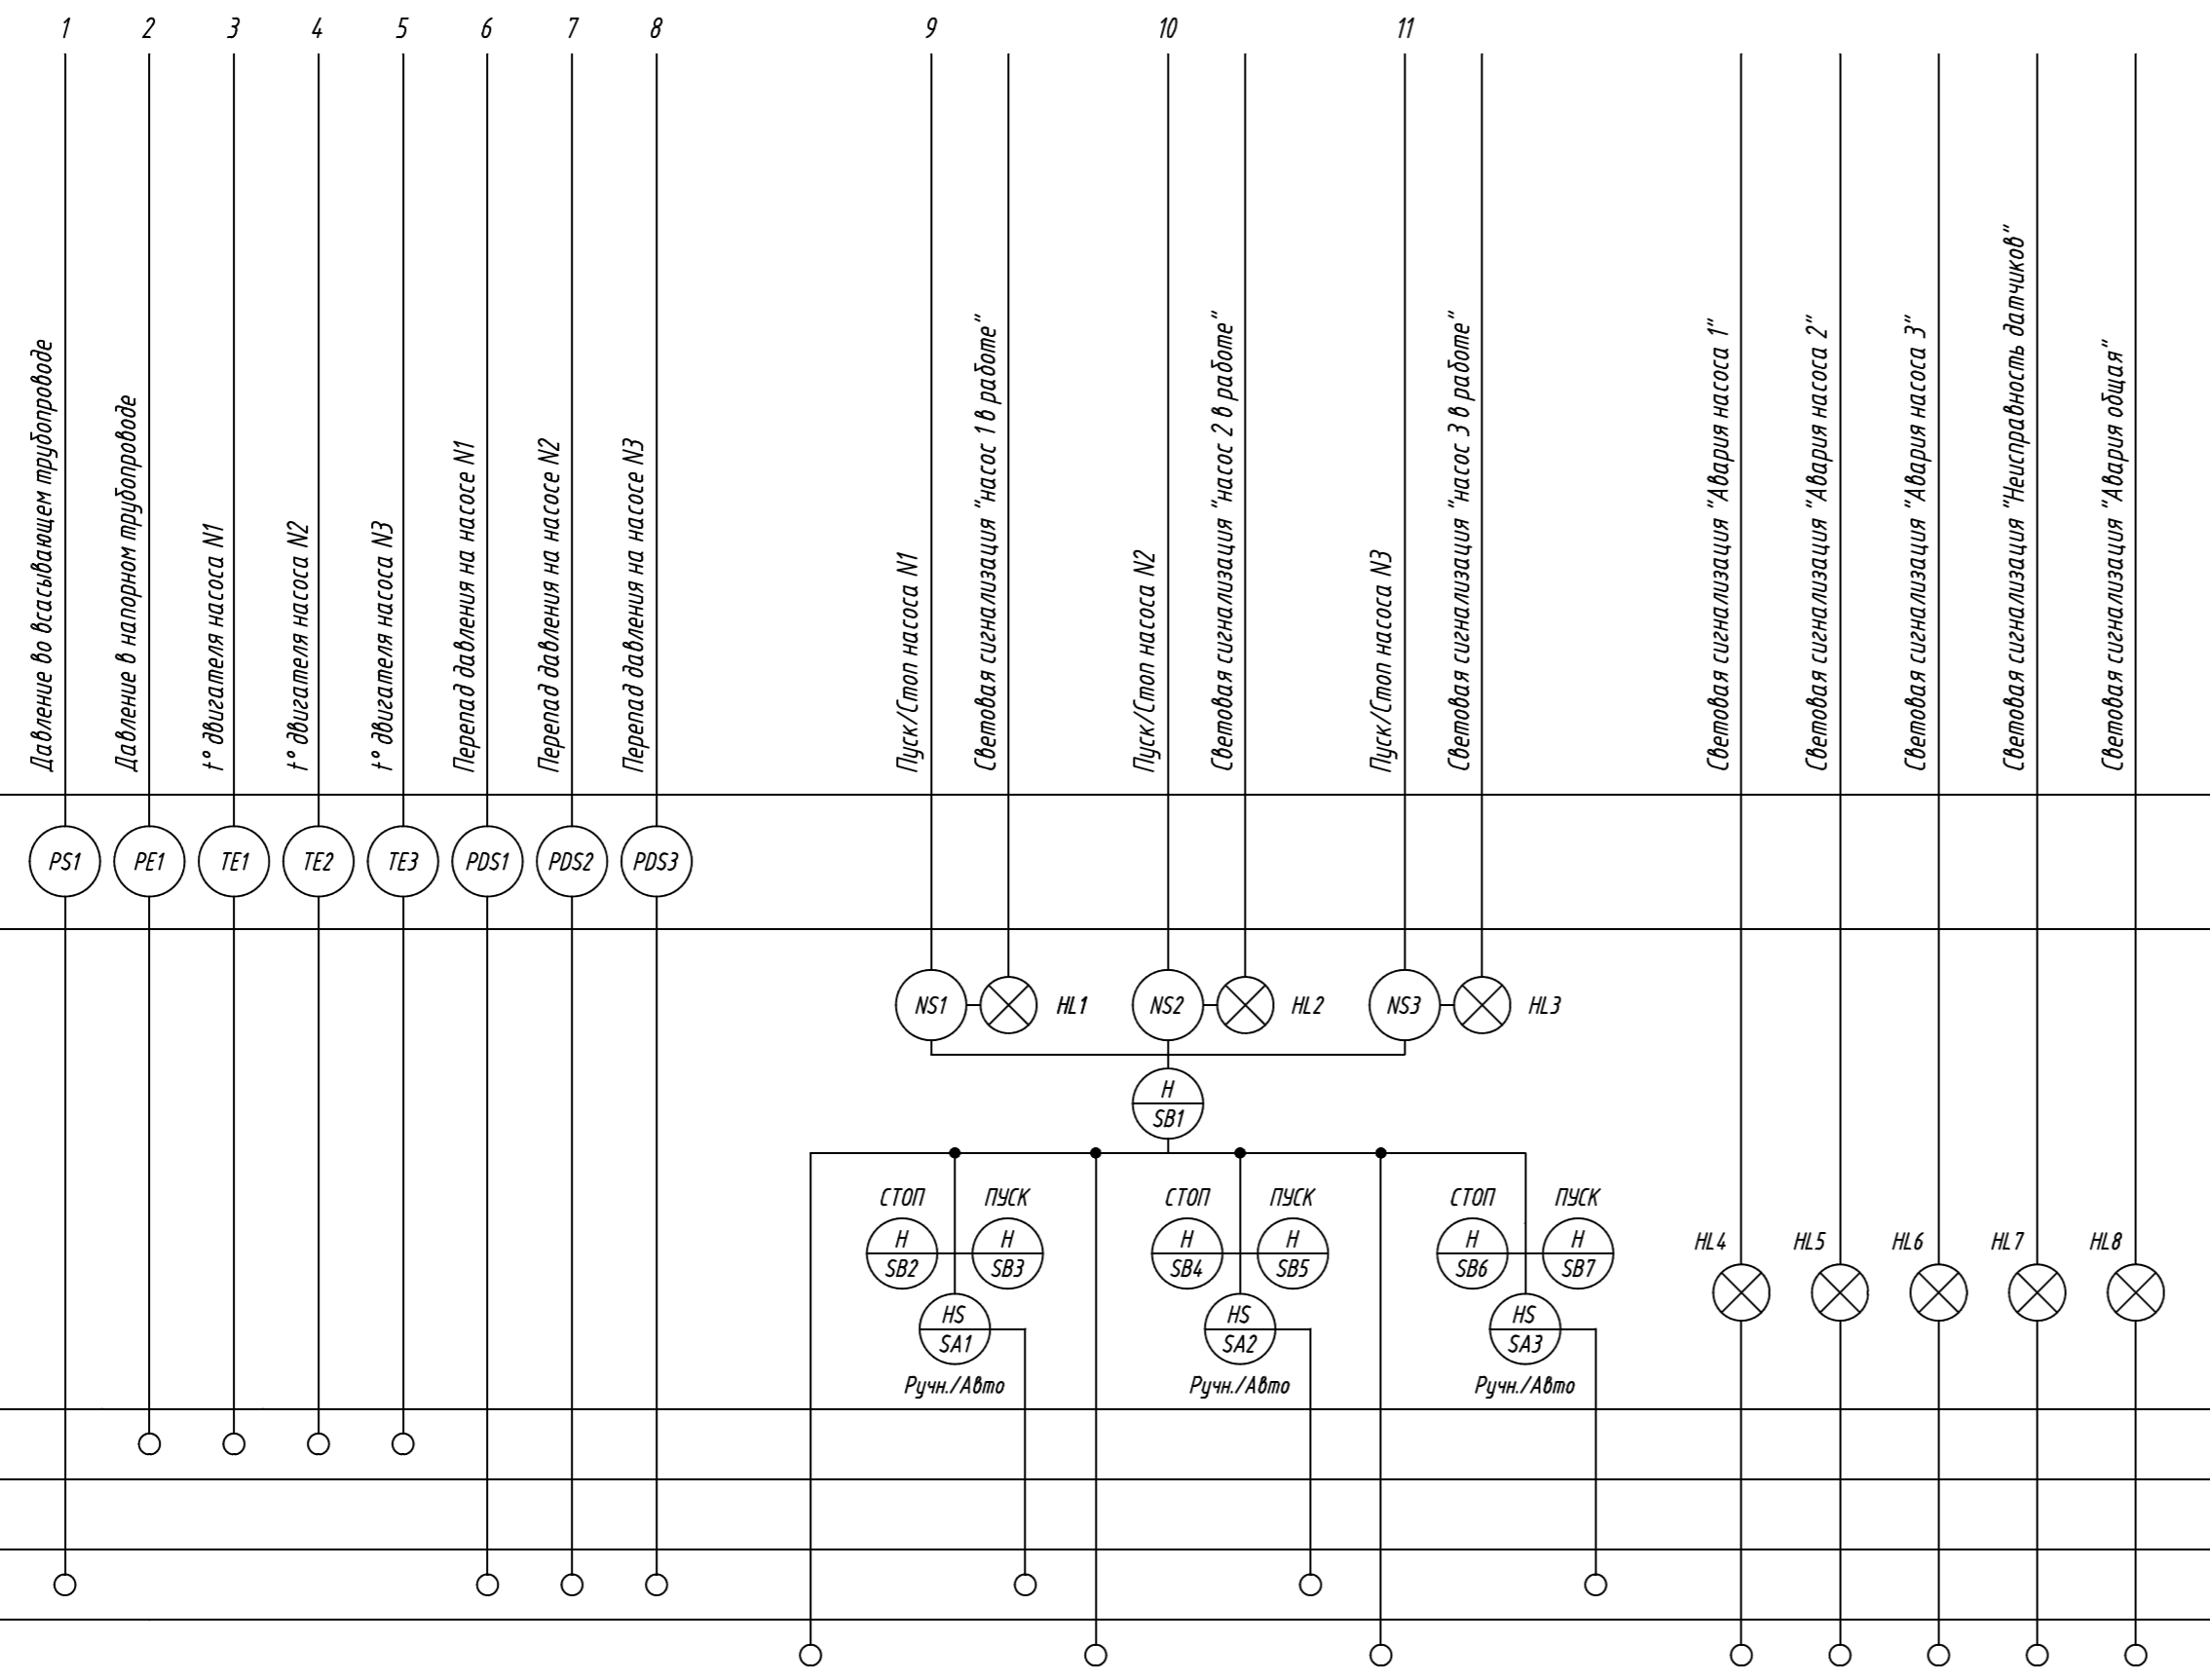 1
2
3
4
5
6
7
8
9
10
11
Давление во всасывающем трубопроводе
Давление в напорном трубопроводе
t° двигателя насоса N1
t° двигателя насоса N2
t° двигателя насоса N3
Перепад давления на насосе N1
Перепад давления на насосе N2
Перепад давления на насосе N3
Пуск/Стоп насоса N1
Световая сигнализация "насос 1 в работе"
Пуск/Стоп насоса N2
Световая сигнализация "насос 2 в работе"
Пуск/Стоп насоса N3
Световая сигнализация "насос 3 в работе"
Световая сигнализация "Авария насоса 1"
Световая сигнализация "Авария насоса 2"
Световая сигнализация "Авария насоса 3"
Световая сигнализация "Неисправность датчиков"
Световая сигнализация "Авария общая"
PS1
PE1
TE1
TE2
TE3
PDS1
PDS2
PDS3
NS1
HL1
NS2
HL2
NS3
HL3
H
SB1
СТОП
ПУСК
СТОП
ПУСК
СТОП
ПУСК
H
SB2
H
SB3
H
SB4
H
SB5
H
SB6
H
SB7
HL4
HL5
HL6
HL7
HL8
HS
SA1
HS
SA2
HS
SA3
Ручн./Авто
Ручн./Авто
Ручн./Авто